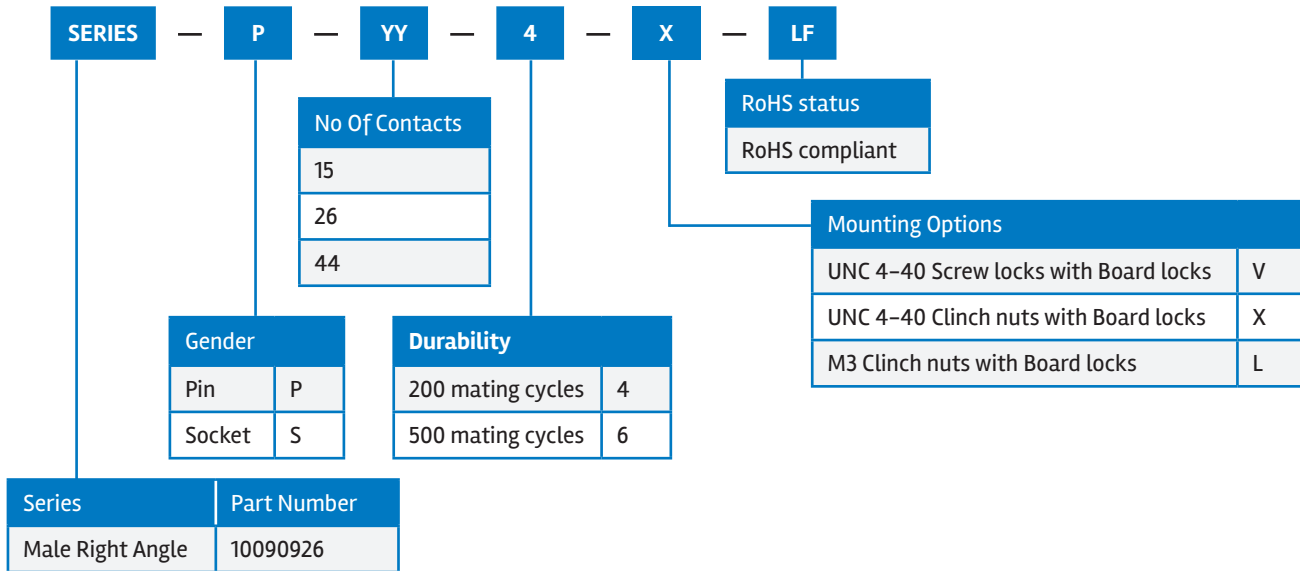 SERIES — P — YY — 4 — X — LF
RoHS status
RoHS compliant
No Of Contacts
15
26
44
Mounting Options
UNC 4–40 Screw locks with Board locks V
UNC 4–40 Clinch nuts with Board locks X
M3 Clinch nuts with Board locks L
Gender
Pin P
Socket S
Durability
200 mating cycles 4
500 mating cycles 6
Series Part Number
Male Right Angle 10090926